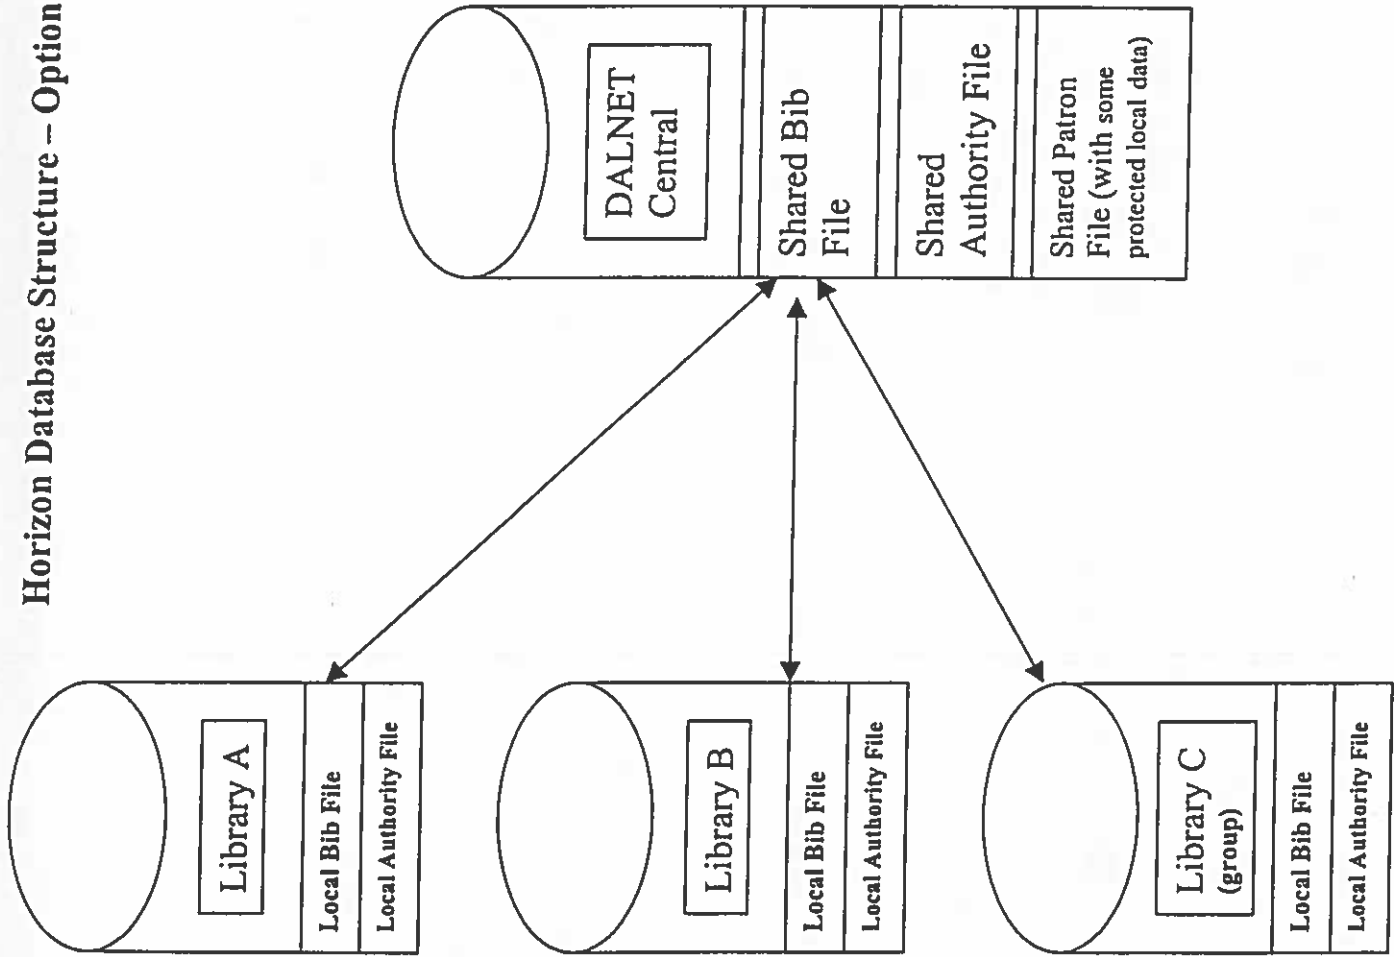 Horizon Database Structure – Option
Library A
Local Bib File
Local Authority File
Library B
Local Bib File
Local Authority File
Library C
(group)
Local Bib File
Local Authority File
DALNET
Central
Shared Bib
File
Shared
Authority File
Shared Patron
File (with some
protected local data)